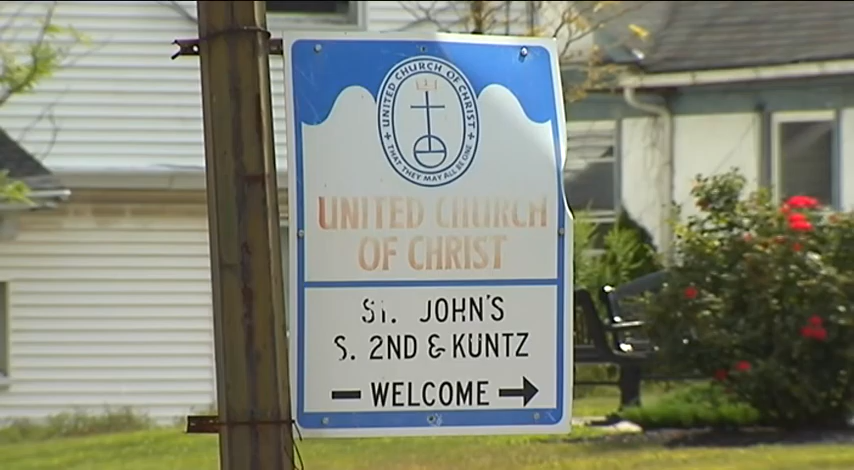 UNITED CHURCH OF CHRIST
THAT THEY MAY ALL BE ONE
UNITED CHURCH
OF CHRIST
ST. JOHN'S
S. 2ND & KUNTZ
WELCOME